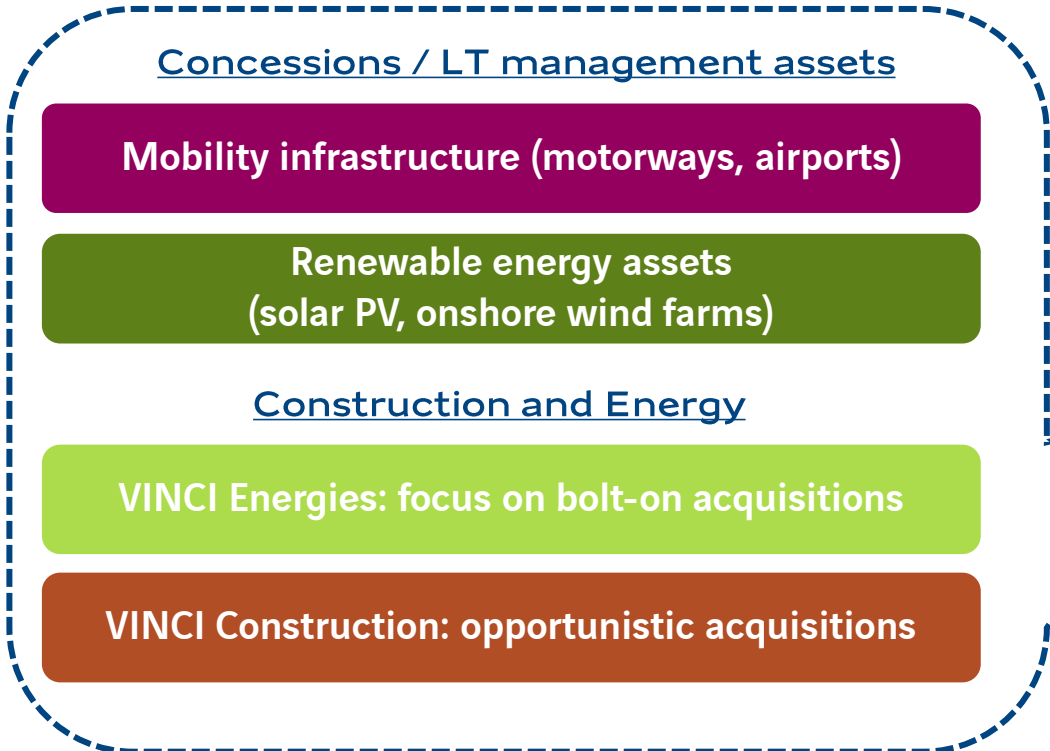 Concessions / LT management assets
Mobility infrastructure (motorways, airports)
Renewable energy assets
(solar PV, onshore wind farms)
Construction and Energy
VINCI Energies: focus on bolt-on acquisitions
VINCI Construction: opportunistic acquisitions